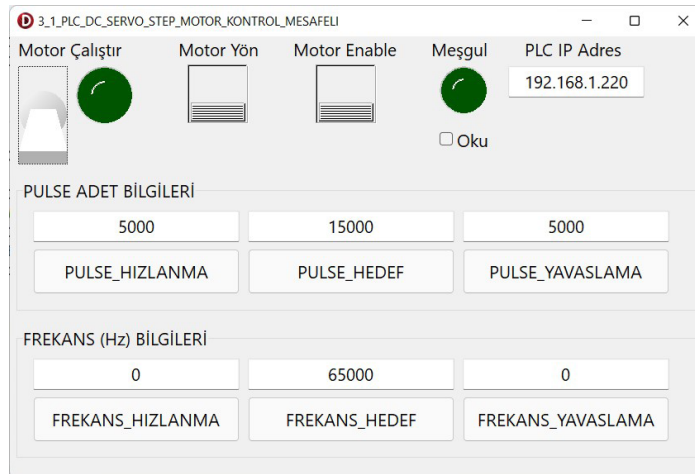 3_1_PLC_DC_SERVO_STEP_MOTOR_KONTROL_MESAFELI
Motor Çalıştır Motor Yön Motor Enable Meşgul PLC IP Adres
192.168.1.220
Oku
PULSE ADET BİLGİLERİ
5000 15000 5000
PULSE_HIZLANMA PULSE_HEDEF PULSE_YAVASLAMA
FREKANS (Hz) BİLGİLERİ
0 65000 0
FREKANS_HIZLANMA FREKANS_HEDEF FREKANS_YAVASLAMA